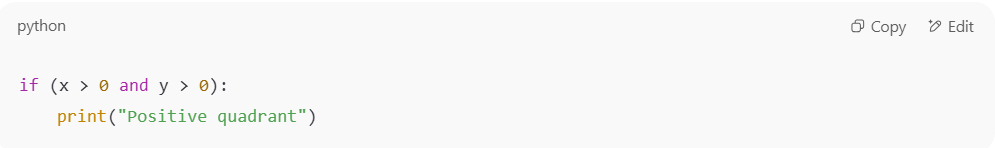 python Copy Edit
if (x > 0 and y > 0):
    print("Positive quadrant")